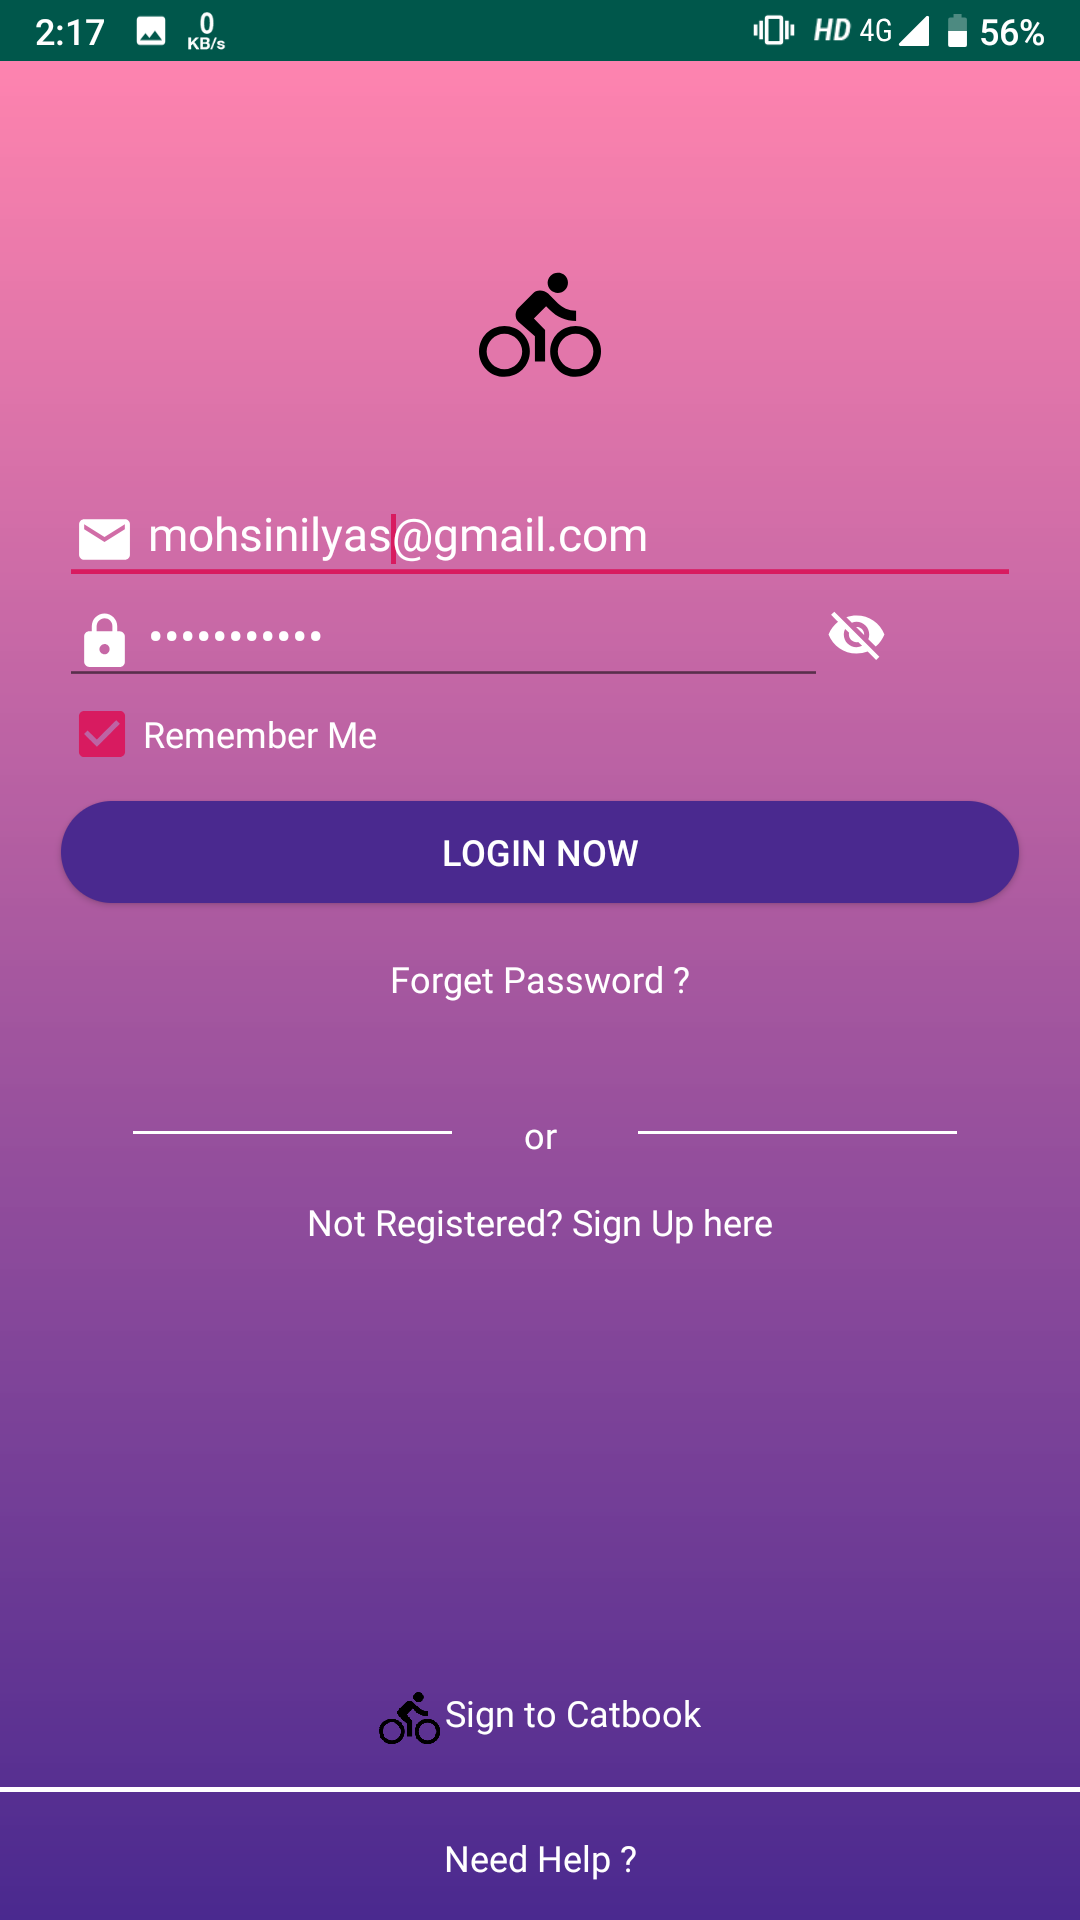 2:17 0 KB/s HD 4G 56%
mohsinilyas@gmail.com
•••••••••••
Remember Me
LOGIN NOW
Forget Password ?
or
Not Registered? Sign Up here
Sign to Catbook
Need Help ?